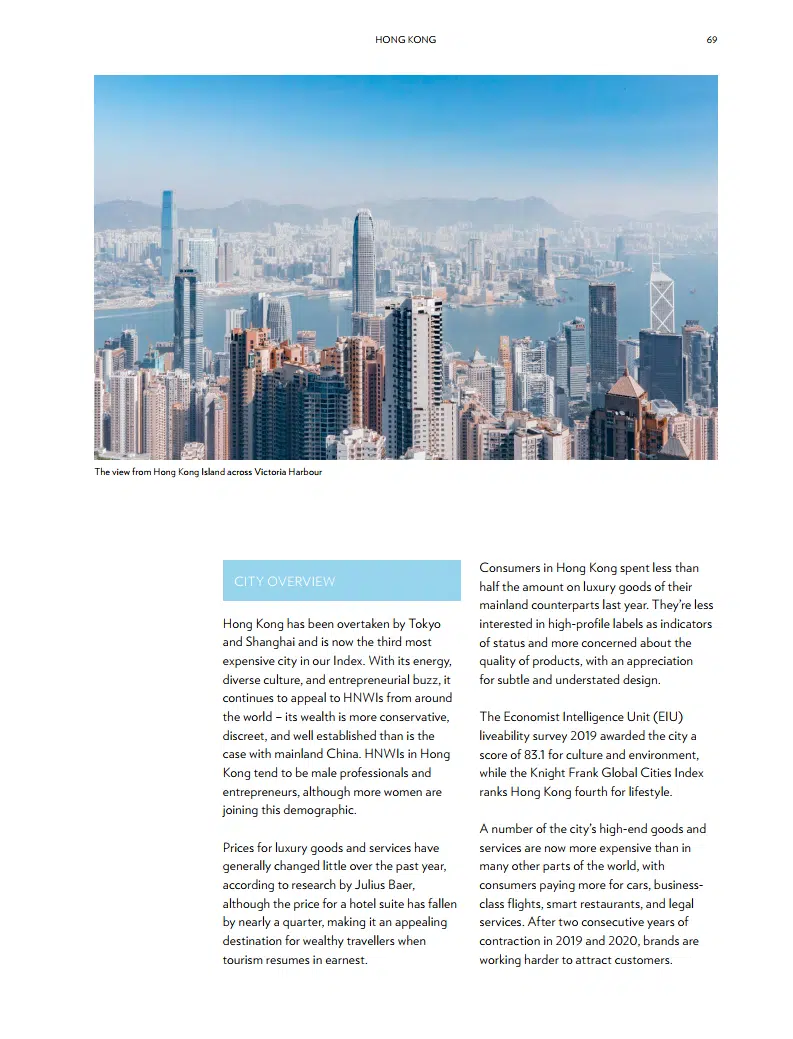 HONG KONG
69
The view from Hong Kong Island across Victoria Harbour
CITY OVERVIEW
Hong Kong has been overtaken by Tokyo
and Shanghai and is now the third most
expensive city in our Index. With its energy,
diverse culture, and entrepreneurial buzz, it
continues to appeal to HNWIs from around
the world – its wealth is more conservative,
discreet, and well established than is the
case with mainland China. HNWIs in Hong
Kong tend to be male professionals and
entrepreneurs, although more women are
joining this demographic.
Prices for luxury goods and services have
generally changed little over the past year,
according to research by Julius Baer,
although the price for a hotel suite has fallen
by nearly a quarter, making it an appealing
destination for wealthy travellers when
tourism resumes in earnest.
Consumers in Hong Kong spent less than
half the amount on luxury goods of their
mainland counterparts last year. They're less
interested in high-profile labels as indicators
of status and more concerned about the
quality of products, with an appreciation
for subtle and understated design.
The Economist Intelligence Unit (EIU)
liveability survey 2019 awarded the city a
score of 83.1 for culture and environment,
while the Knight Frank Global Cities Index
ranks Hong Kong fourth for lifestyle.
A number of the city's high-end goods and
services are now more expensive than in
many other parts of the world, with
consumers paying more for cars, business-
class flights, smart restaurants, and legal
services. After two consecutive years of
contraction in 2019 and 2020, brands are
working harder to attract customers.